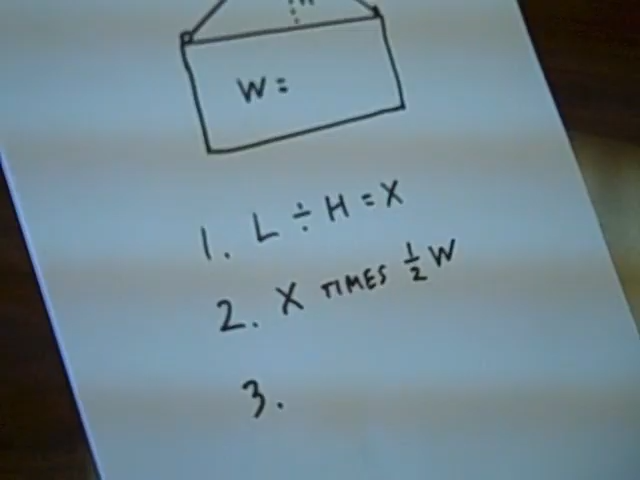 W=
1. L ÷ H = X
2. X TIMES ½ W
3.